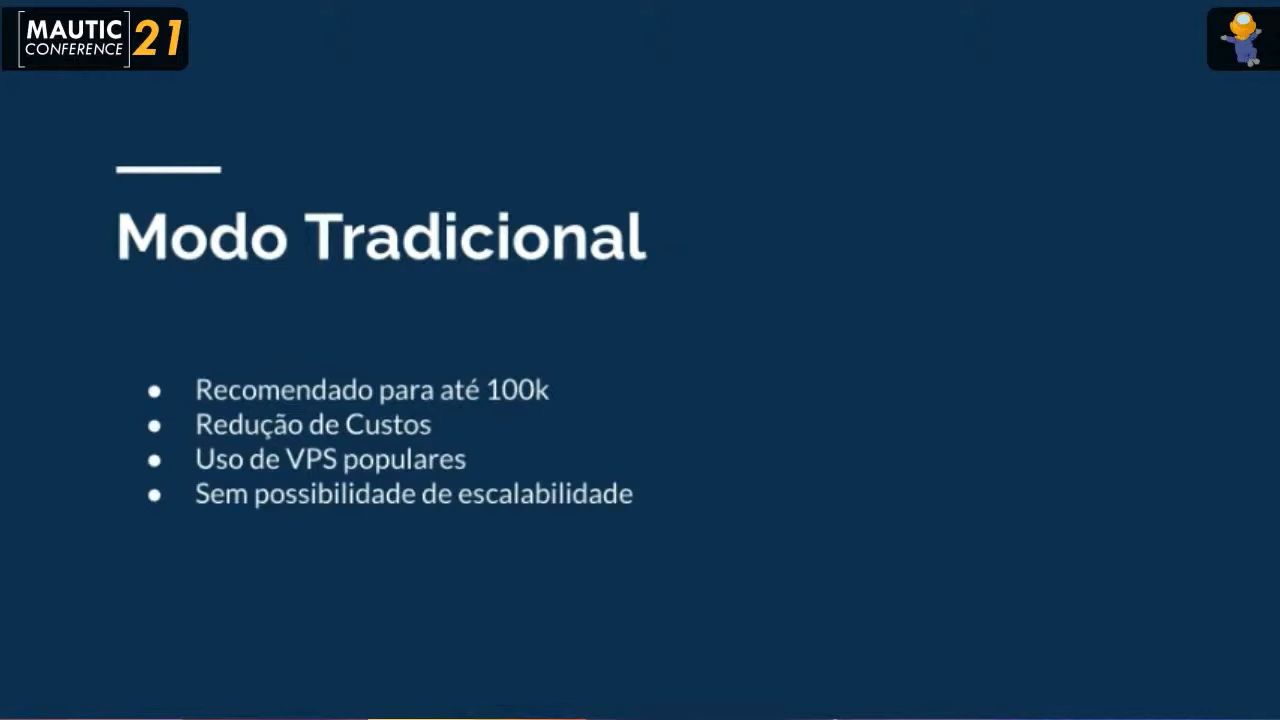 MAUTIC
CONFERENCE 21
Modo Tradicional
● Recomendado para até 100k
● Redução de Custos
● Uso de VPS populares
● Sem possibilidade de escalabilidade